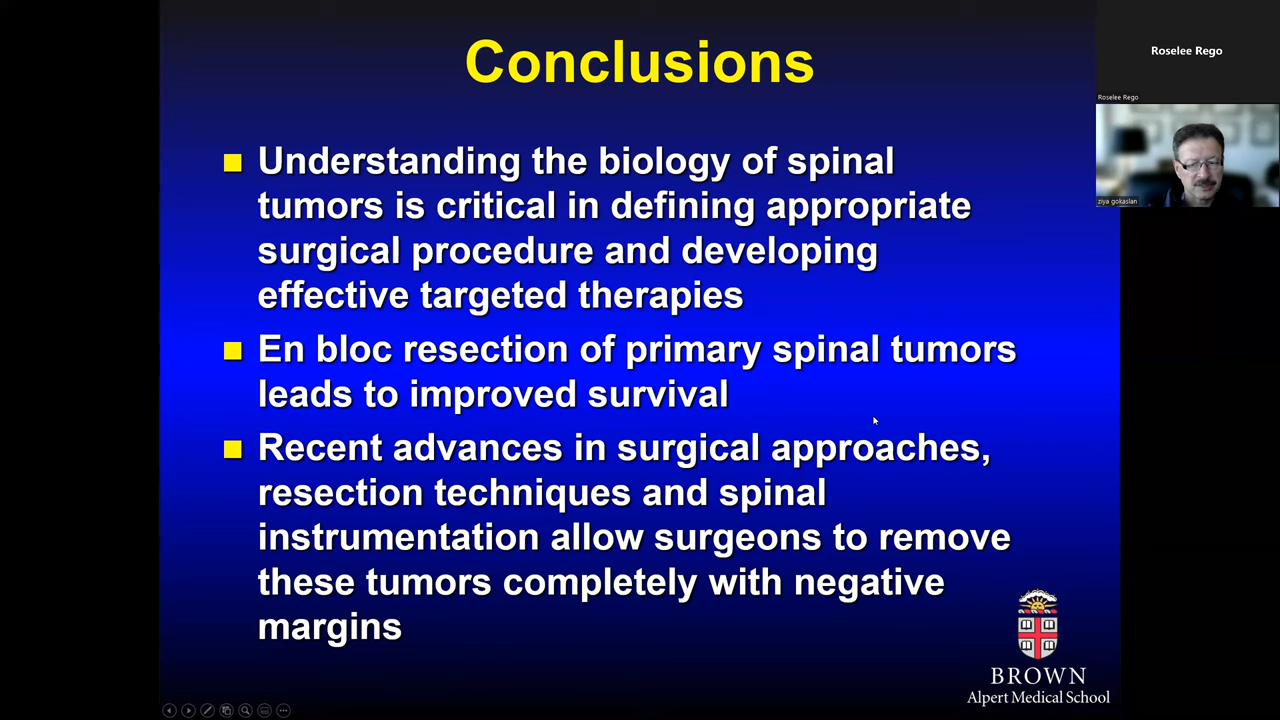 Conclusions
Understanding the biology of spinal
tumors is critical in defining appropriate
surgical procedure and developing
effective targeted therapies
En bloc resection of primary spinal tumors
leads to improved survival
Recent advances in surgical approaches,
resection techniques and spinal
instrumentation allow surgeons to remove
these tumors completely with negative
margins
BROWN
Alpert Medical School
Roselee Rego
Roselee Rego
ziya gokaslan